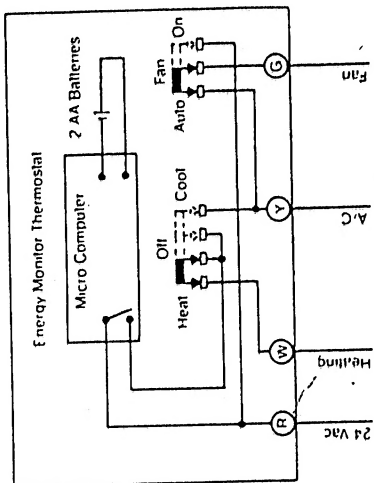 Energy Monitor Thermostat
Micro Computer
2 AA Batteries
Heat
Off
Cool
Auto
Fan
On
R
W
Y
G
24 Vac
Heating
A,C
Fan